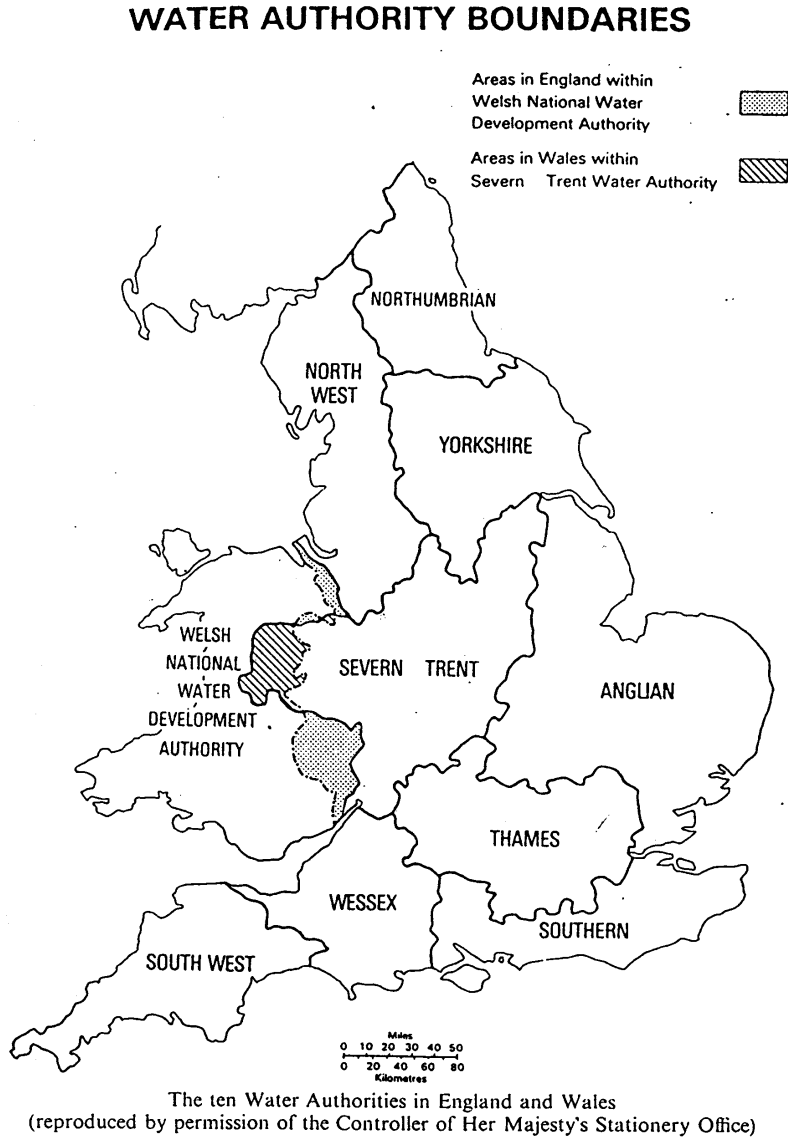 WATER AUTHORITY BOUNDARIES
Areas in England within
Welsh National Water
Development Authority
Areas in Wales within
Severn Trent Water Authority
NORTHUMBRIAN
NORTH
WEST
YORKSHIRE
WELSH
NATIONAL
WATER
DEVELOPMENT
AUTHORITY
SEVERN TRENT
ANGLIAN
THAMES
WESSEX
SOUTHERN
SOUTH WEST
Miles
0 10 20 30 40 50
0 20 40 60 80
Kilometres
The ten Water Authorities in England and Wales
(reproduced by permission of the Controller of Her Majesty's Stationery Office)